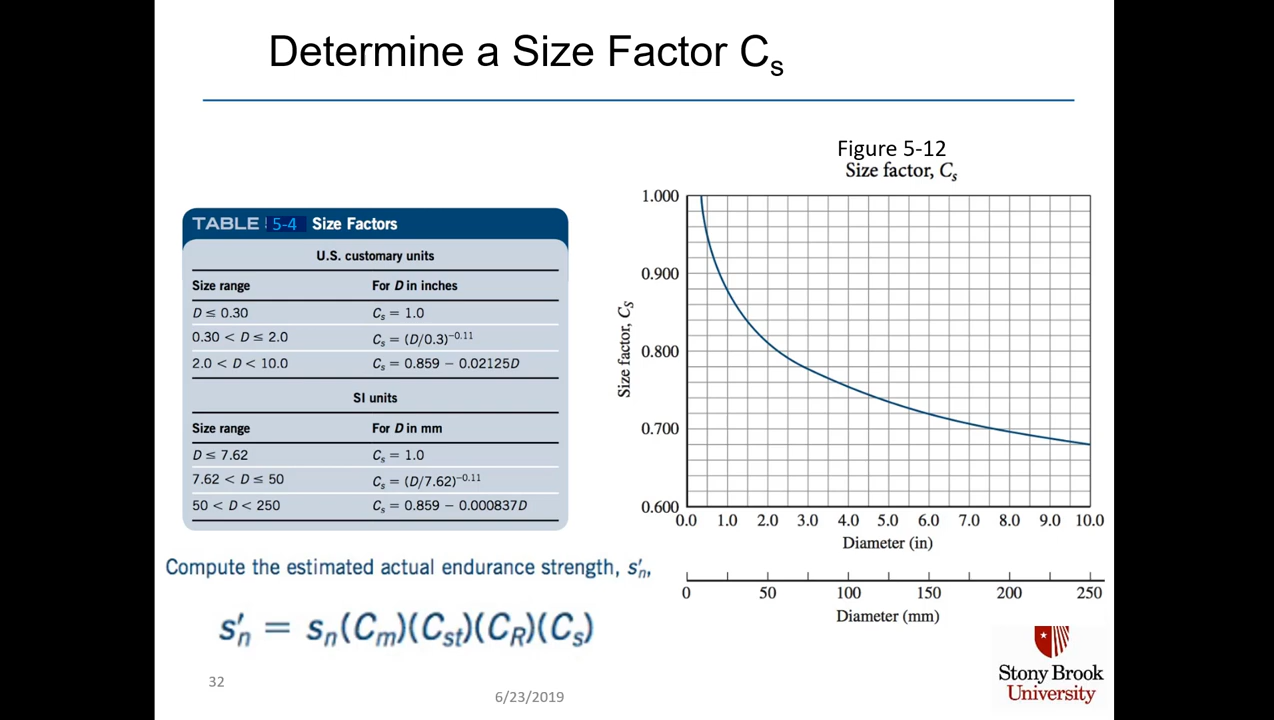 Determine a Size Factor Cs
TABLE 5-4 Size Factors
U.S. customary units
Size range For D in inches
D ≤ 0.30 Cs = 1.0
0.30 < D ≤ 2.0 Cs = (D/0.3)^−0.11
2.0 < D < 10.0 Cs = 0.859 − 0.02125D
SI units
Size range For D in mm
D ≤ 7.62 Cs = 1.0
7.62 < D ≤ 50 Cs = (D/7.62)^−0.11
50 < D < 250 Cs = 0.859 − 0.000837D
Compute the estimated actual endurance strength, s′n,
s′n = sn(Cm)(Cst)(CR)(Cs)
Figure 5-12
Size factor, Cs
1.000
0.900
0.800
0.700
0.600
Size factor, Cs
0.0 1.0 2.0 3.0 4.0 5.0 6.0 7.0 8.0 9.0 10.0
Diameter (in)
0 50 100 150 200 250
Diameter (mm)
Stony Brook
University
32
6/23/2019